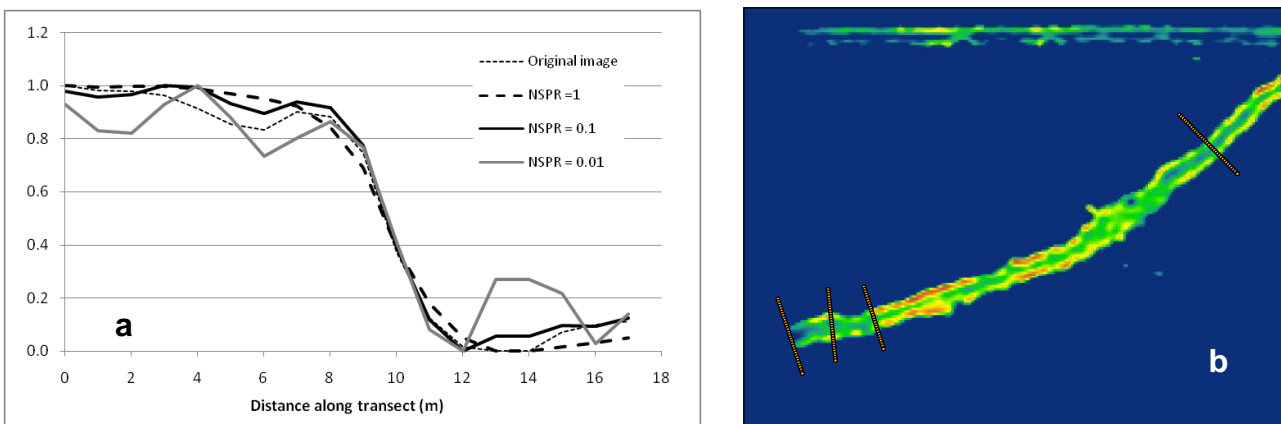 1.2
1.0
0.8
0.6
0.4
0.2
0.0
Original image
NSPR =1
NSPR = 0.1
NSPR = 0.01
a
0 2 4 6 8 10 12 14 16 18
Distance along transect (m)
b